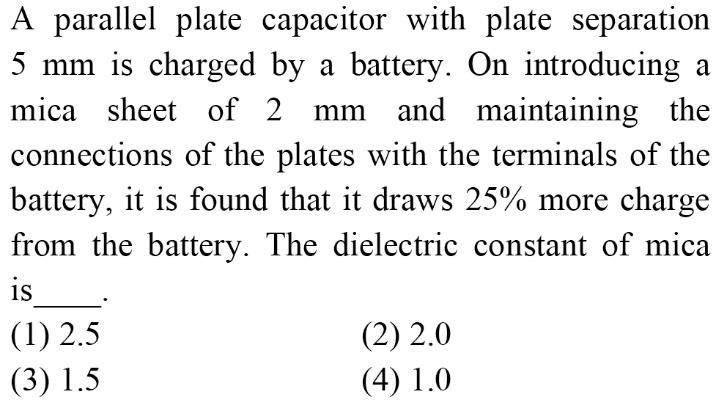 A parallel plate capacitor with plate separation
5 mm is charged by a battery. On introducing a
mica sheet of 2 mm and maintaining the
connections of the plates with the terminals of the
battery, it is found that it draws 25% more charge
from the battery. The dielectric constant of mica
is____.
(1) 2.5 (2) 2.0
(3) 1.5 (4) 1.0